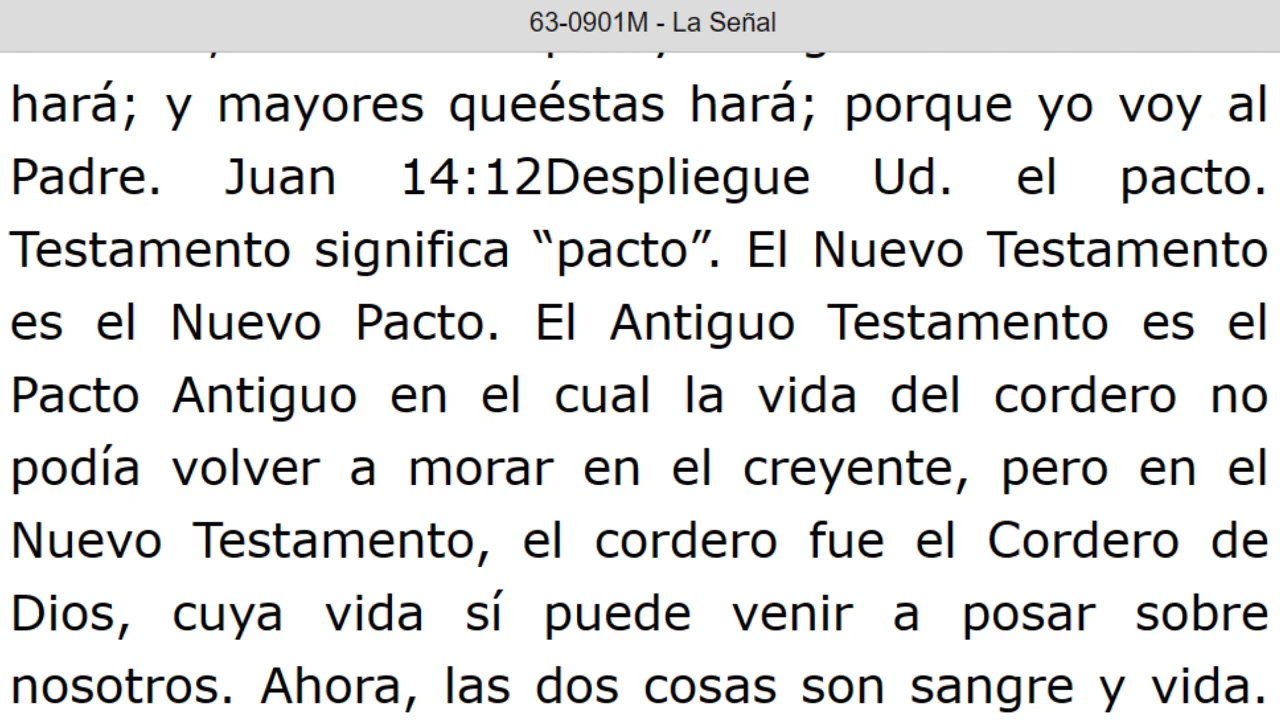 63-0901M - La Señal
hará; y mayores queéstas hará; porque yo voy al
Padre. Juan 14:12Despliegue Ud. el pacto.
Testamento significa “pacto”. El Nuevo Testamento
es el Nuevo Pacto. El Antiguo Testamento es el
Pacto Antiguo en el cual la vida del cordero no
podía volver a morar en el creyente, pero en el
Nuevo Testamento, el cordero fue el Cordero de
Dios, cuya vida sí puede venir a posar sobre
nosotros. Ahora, las dos cosas son sangre y vida.